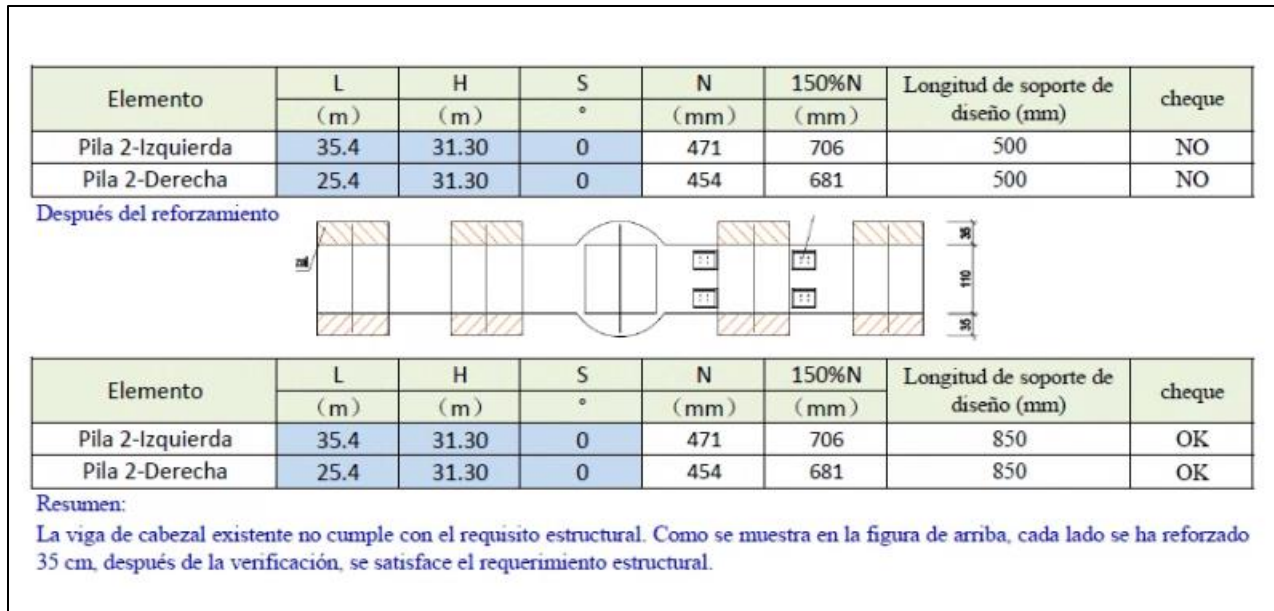 Elemento L H S N 150%N Longitud de soporte de diseño (mm) cheque
（m） （m） ° （mm） （mm）
Pila 2-Izquierda 35.4 31.30 0 471 706 500 NO
Pila 2-Derecha 25.4 31.30 0 454 681 500 NO
Después del reforzamiento
35
110
35
Elemento L H S N 150%N Longitud de soporte de diseño (mm) cheque
（m） （m） ° （mm） （mm）
Pila 2-Izquierda 35.4 31.30 0 471 706 850 OK
Pila 2-Derecha 25.4 31.30 0 454 681 850 OK
Resumen:
La viga de cabezal existente no cumple con el requisito estructural. Como se muestra en la figura de arriba, cada lado se ha reforzado
35 cm, después de la verificación, se satisface el requerimiento estructural.